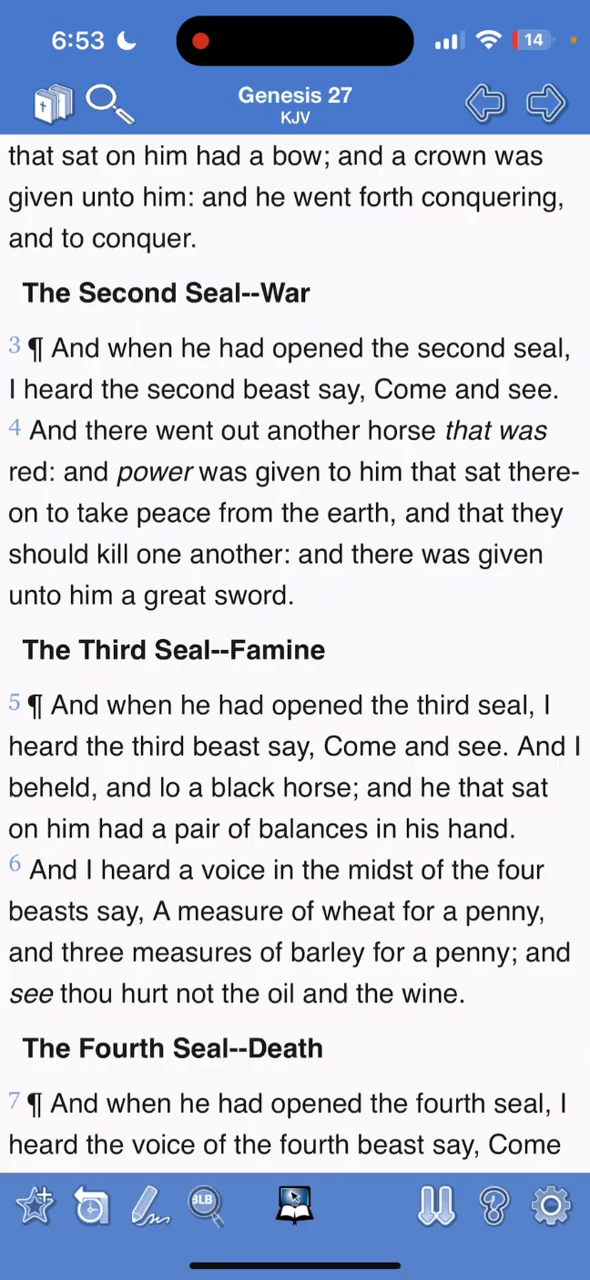 6:53
14
Genesis 27
KJV
that sat on him had a bow; and a crown was
given unto him: and he went forth conquering,
and to conquer.
The Second Seal--War
3 ¶ And when he had opened the second seal,
I heard the second beast say, Come and see.
4 And there went out another horse that was
red: and power was given to him that sat there-
on to take peace from the earth, and that they
should kill one another: and there was given
unto him a great sword.
The Third Seal--Famine
5 ¶ And when he had opened the third seal, I
heard the third beast say, Come and see. And I
beheld, and lo a black horse; and he that sat
on him had a pair of balances in his hand.
6 And I heard a voice in the midst of the four
beasts say, A measure of wheat for a penny,
and three measures of barley for a penny; and
see thou hurt not the oil and the wine.
The Fourth Seal--Death
7 ¶ And when he had opened the fourth seal, I
heard the voice of the fourth beast say, Come
BLB